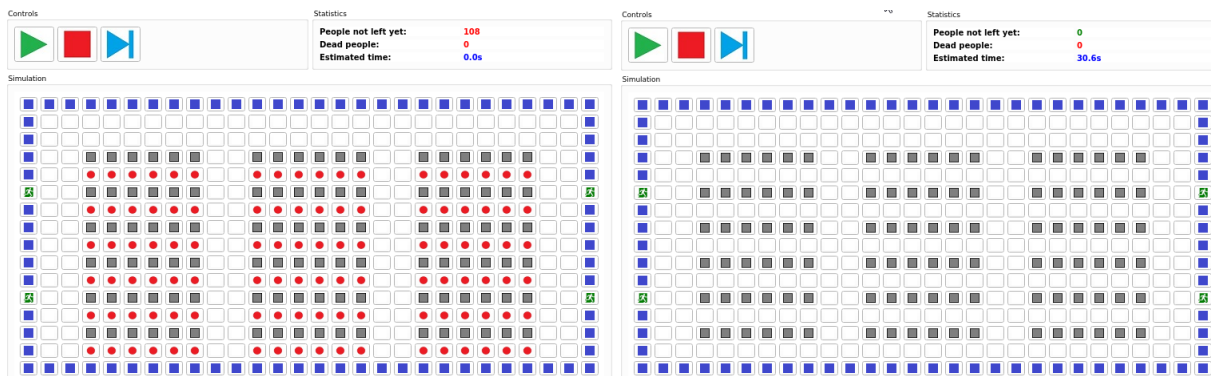 Controls
Statistics
People not left yet: 108
Dead people: 0
Estimated time: 0.0s
Simulation
Controls
Statistics
People not left yet: 0
Dead people: 0
Estimated time: 30.6s
Simulation